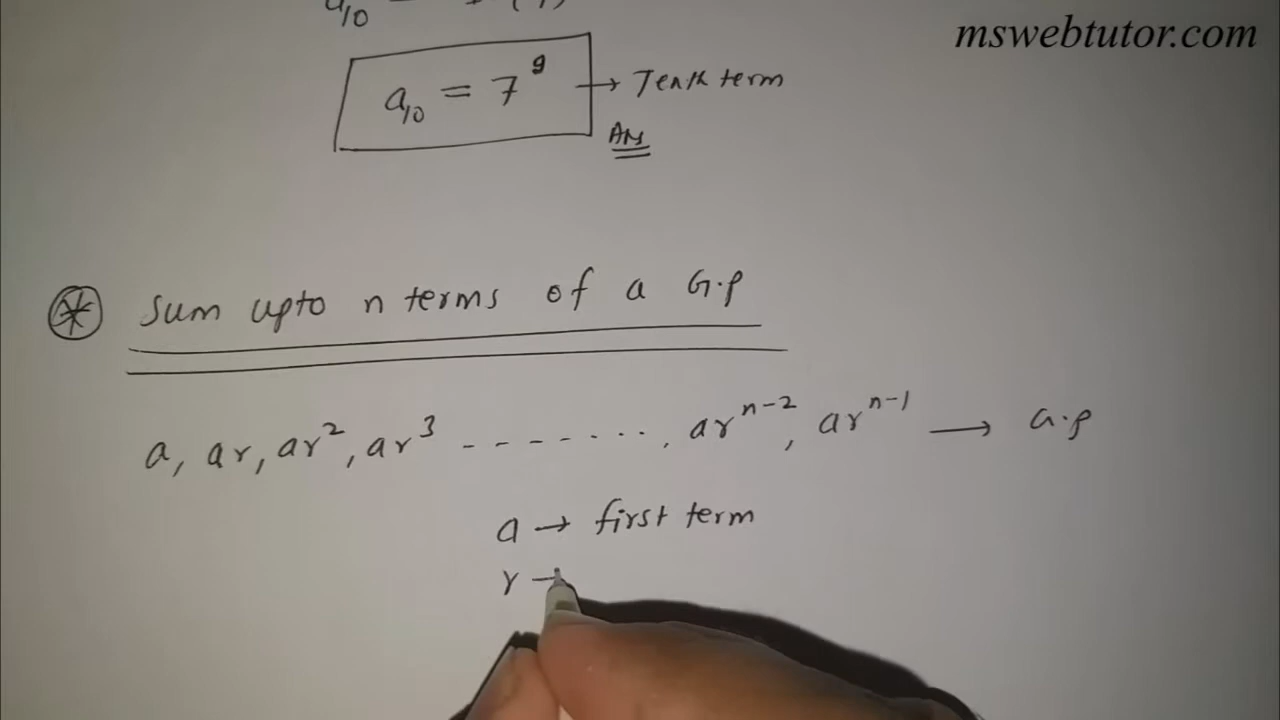 mswebtutor.com
a₁₀
a₁₀ = 7⁹ → Tenth term
Ans
* Sum upto n terms of a G.P
a, ar, ar², ar³ - - - - - - ..., arⁿ⁻², arⁿ⁻¹ → G.P
a → first term
r →